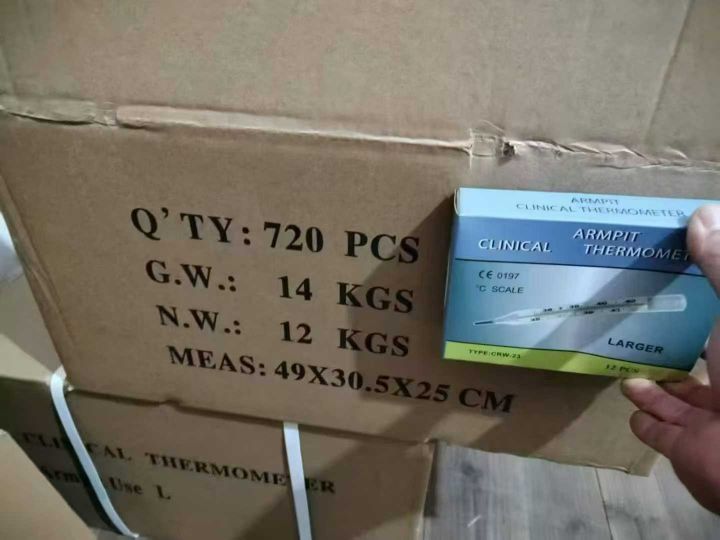 Q'TY: 720 PCS
G.W.: 14 KGS
N.W.: 12 KGS
MEAS: 49X30.5X25 CM
ARMPIT
CLINICAL THERMOMETER
ARMPIT
CLINICAL THERMOMET
CE 0197
°C SCALE
LARGER
TYPE:CRW-23
12 PCS
CLINICAL THERMOMETER
Use L